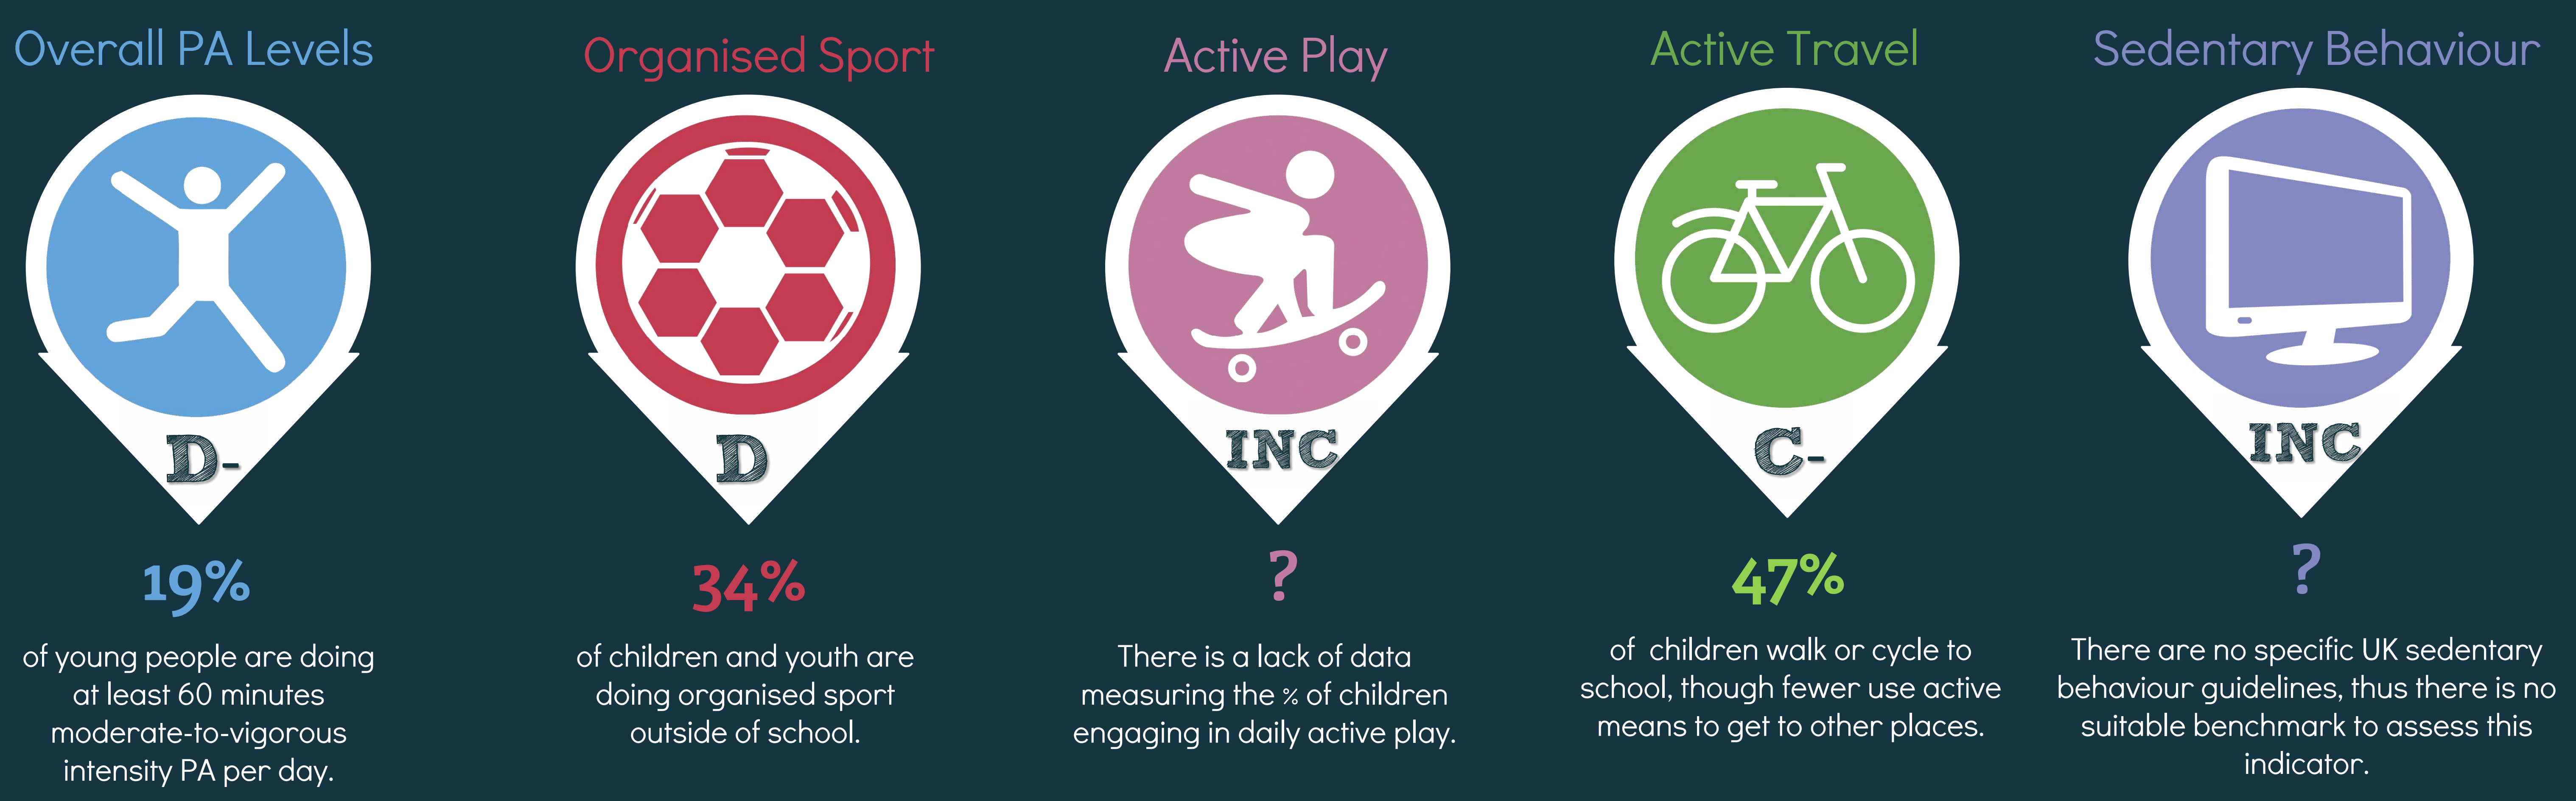 Overall PA Levels
D-
19%
of young people are doing
at least 60 minutes
moderate-to-vigorous
intensity PA per day.
Organised Sport
D
34%
of children and youth are
doing organised sport
outside of school.
Active Play
INC
?
There is a lack of data
measuring the % of children
engaging in daily active play.
Active Travel
C-
47%
of children walk or cycle to
school, though fewer use active
means to get to other places.
Sedentary Behaviour
INC
?
There are no specific UK sedentary
behaviour guidelines, thus there is no
suitable benchmark to assess this
indicator.